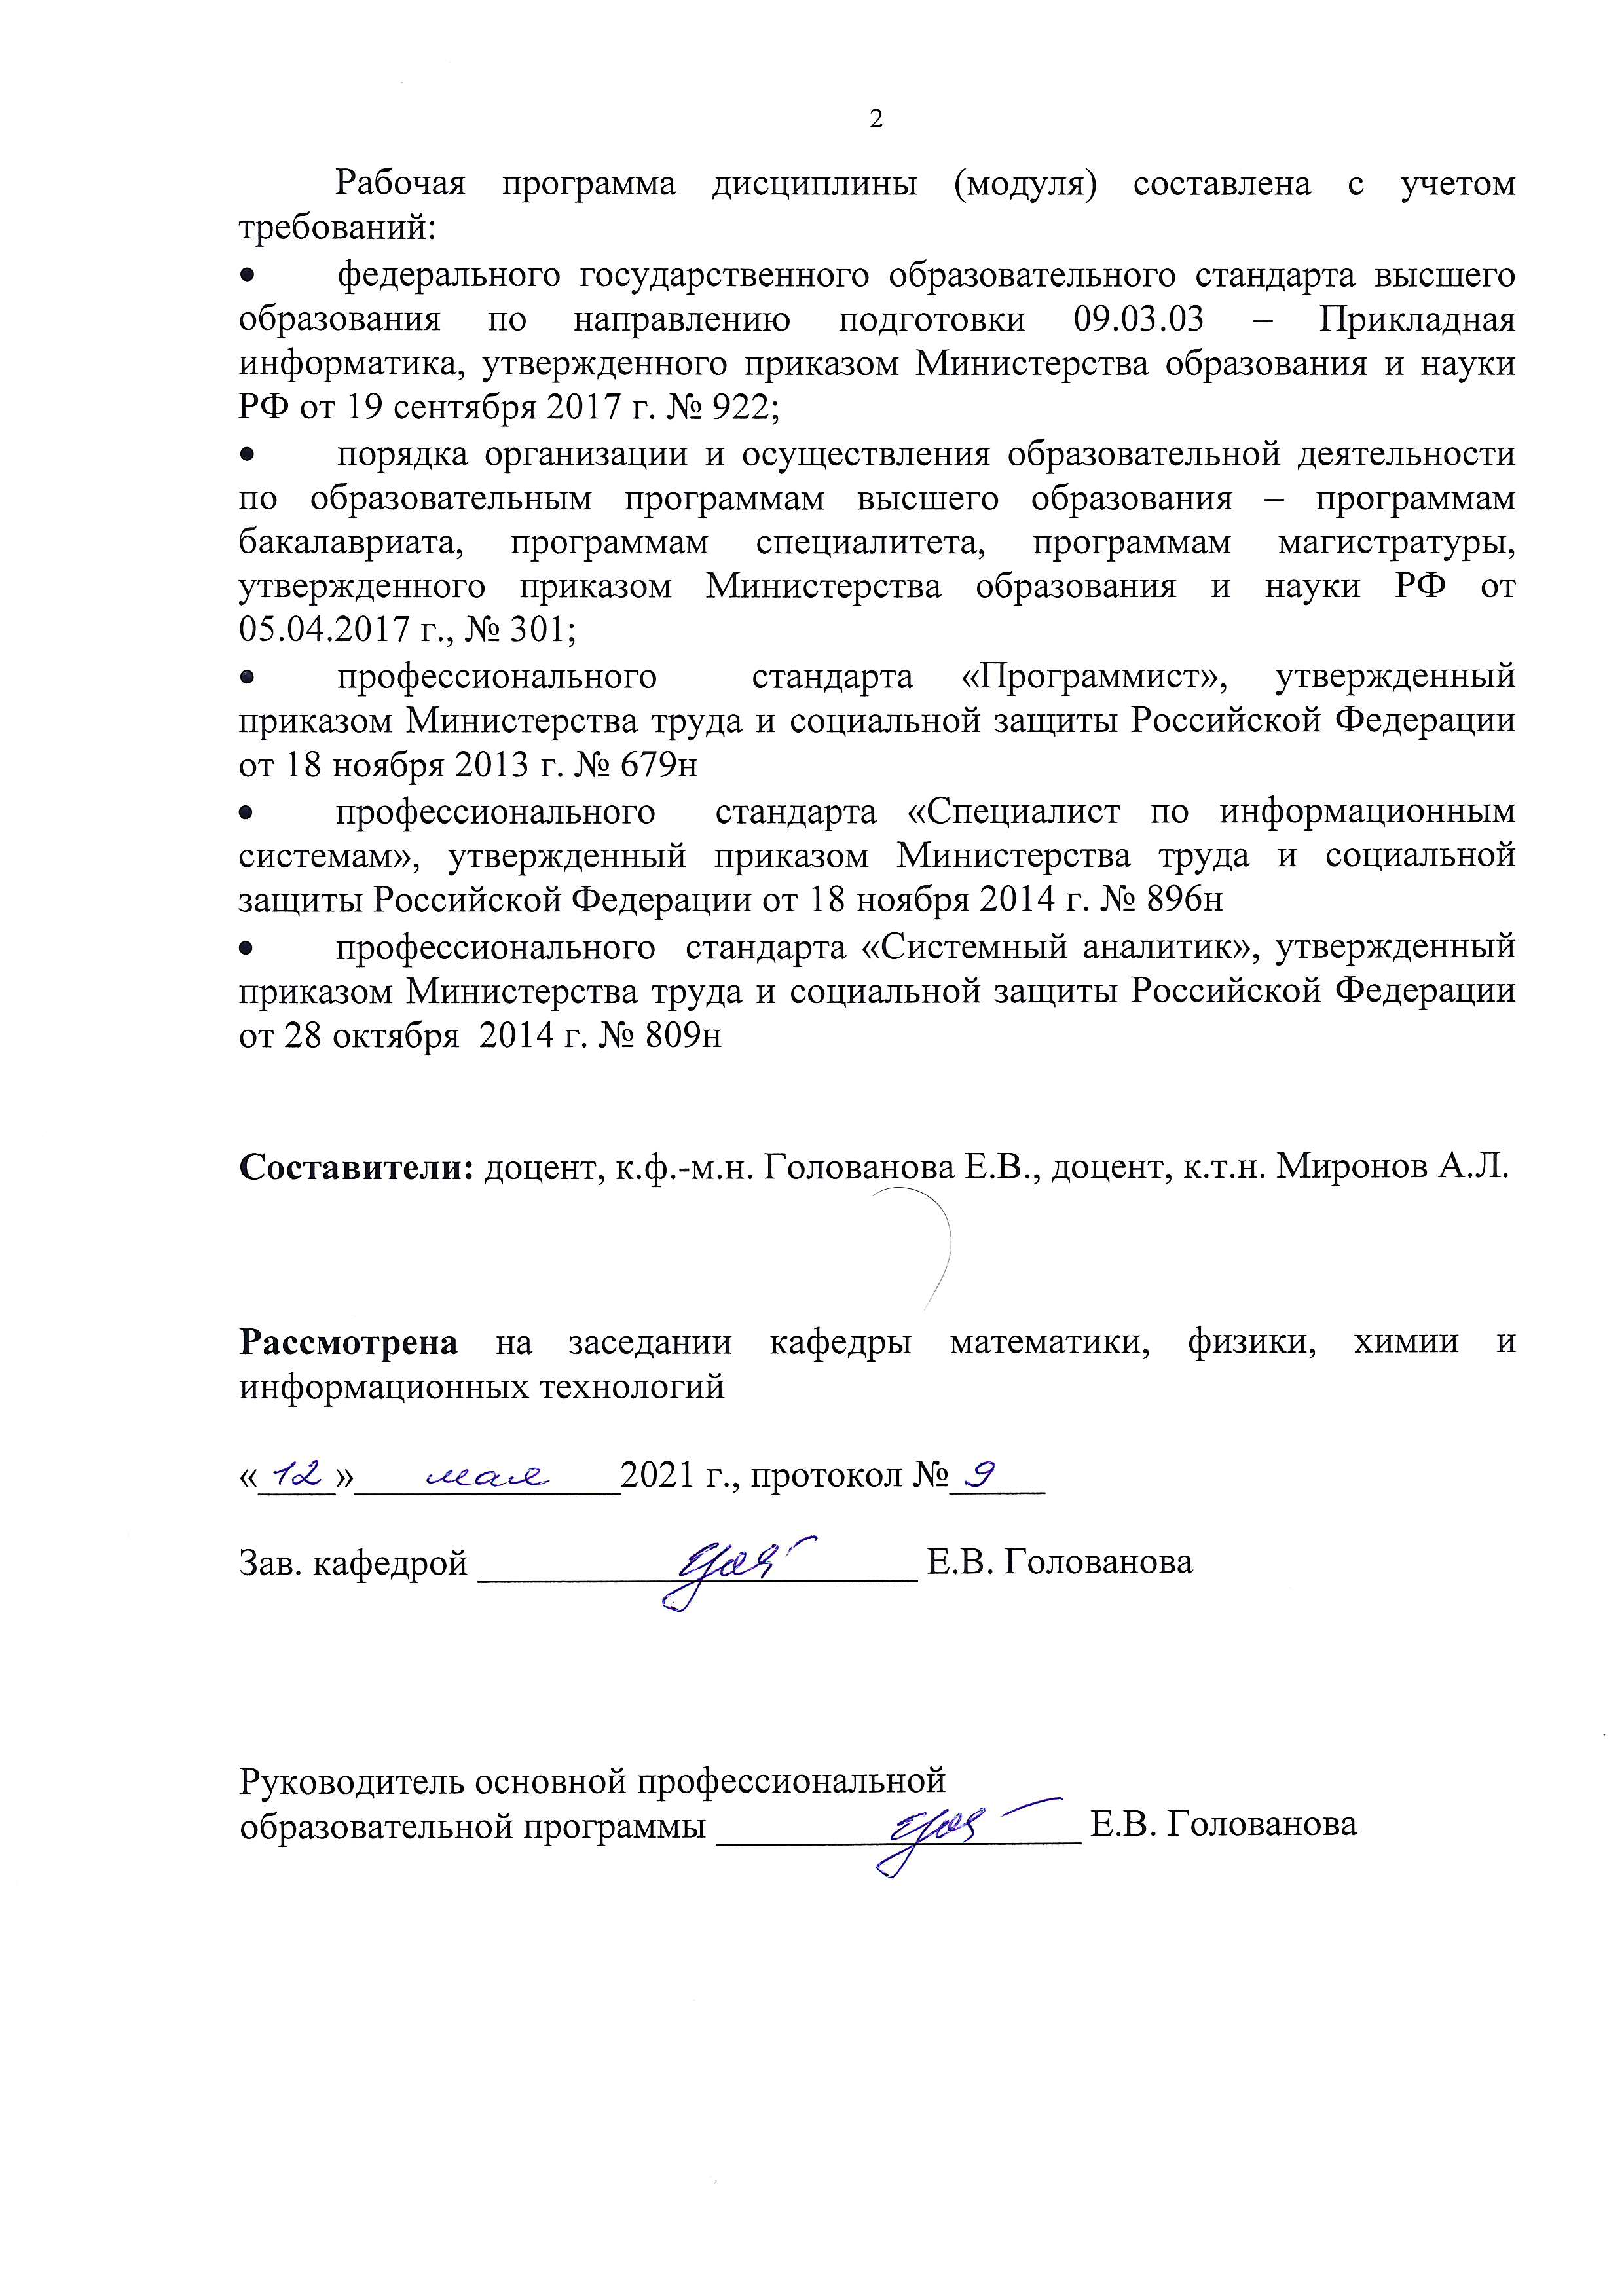 2
Рабочая программа дисциплины (модуля) составлена с учетом
требований:
• федерального государственного образовательного стандарта высшего
образования по направлению подготовки 09.03.03 – Прикладная
информатика, утвержденного приказом Министерства образования и науки
РФ от 19 сентября 2017 г. № 922;
• порядка организации и осуществления образовательной деятельности
по образовательным программам высшего образования – программам
бакалавриата, программам специалитета, программам магистратуры,
утвержденного приказом Министерства образования и науки РФ от
05.04.2017 г., № 301;
• профессионального стандарта «Программист», утвержденный
приказом Министерства труда и социальной защиты Российской Федерации
от 18 ноября 2013 г. № 679н
• профессионального стандарта «Специалист по информационным
системам», утвержденный приказом Министерства труда и социальной
защиты Российской Федерации от 18 ноября 2014 г. № 896н
• профессионального стандарта «Системный аналитик», утвержденный
приказом Министерства труда и социальной защиты Российской Федерации
от 28 октября 2014 г. № 809н
Составители: доцент, к.ф.-м.н. Голованова Е.В., доцент, к.т.н. Миронов А.Л.
Рассмотрена на заседании кафедры математики, физики, химии и
информационных технологий
«12» мая 2021 г., протокол № 9
Зав. кафедрой Е.В. Голованова
Руководитель основной профессиональной
образовательной программы Е.В. Голованова